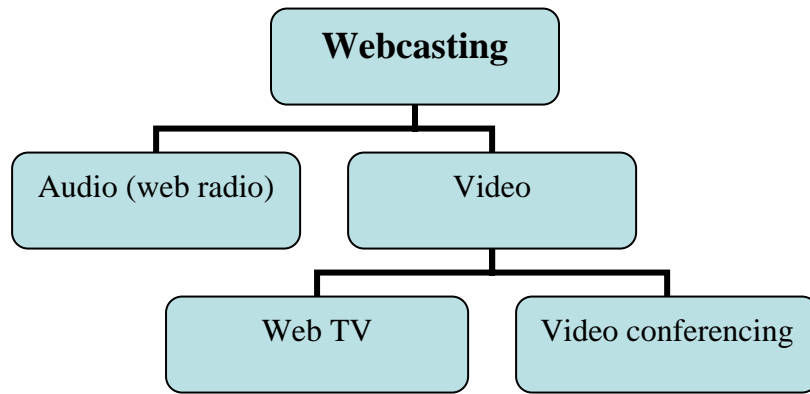 Webcasting
Audio (web radio)
Video
Web TV
Video conferencing